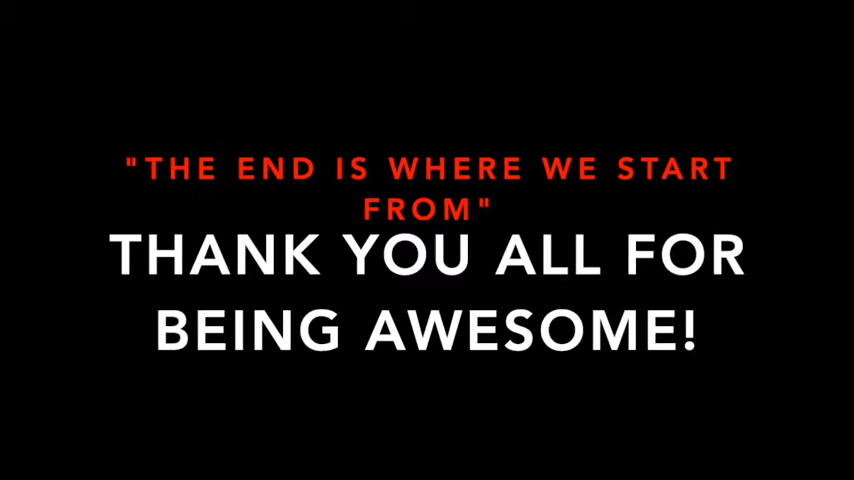 "THE END IS WHERE WE START
FROM"
THANK YOU ALL FOR
BEING AWESOME!